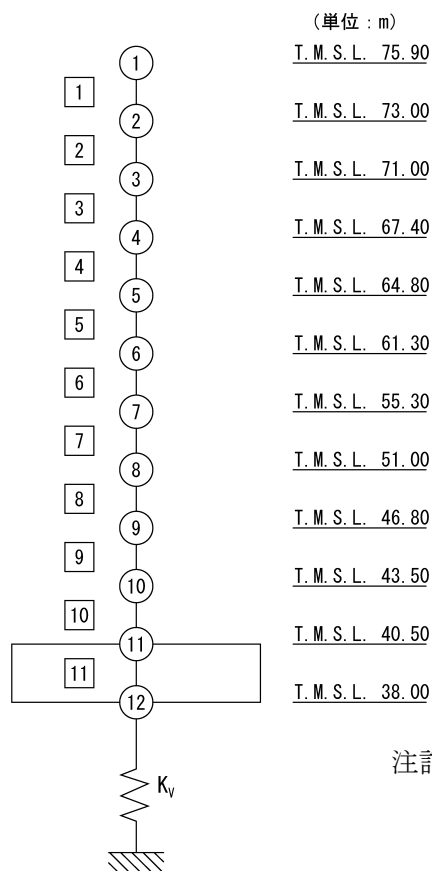 (単位:m)
① T.M.S.L. 75.90
1
② T.M.S.L. 73.00
2
③ T.M.S.L. 71.00
3
④ T.M.S.L. 67.40
4
⑤ T.M.S.L. 64.80
5
⑥ T.M.S.L. 61.30
6
⑦ T.M.S.L. 55.30
7
⑧ T.M.S.L. 51.00
8
⑨ T.M.S.L. 46.80
9
⑩ T.M.S.L. 43.50
10
⑪ T.M.S.L. 40.50
11
⑫ T.M.S.L. 38.00
注
Kv